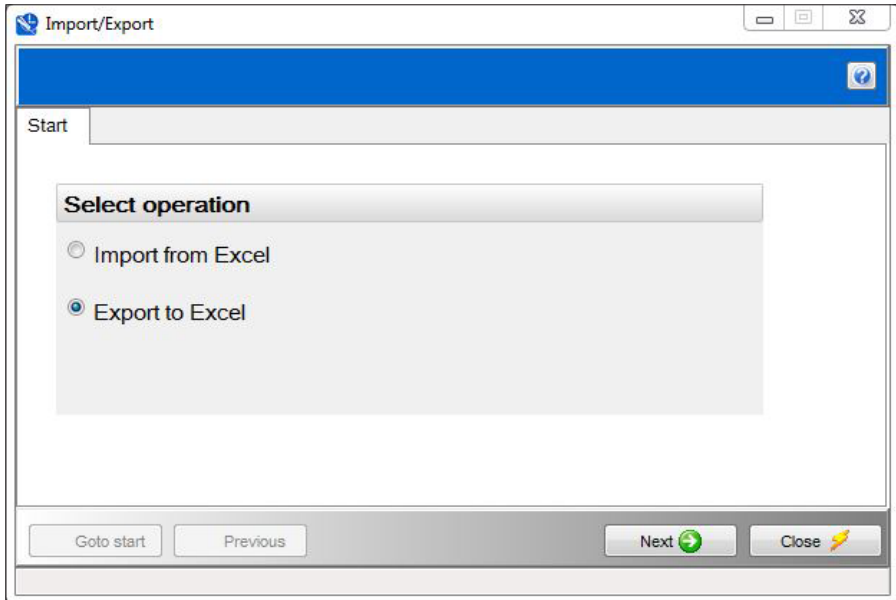 Import/Export
Start
Select operation
Import from Excel
Export to Excel
Goto start Previous Next Close